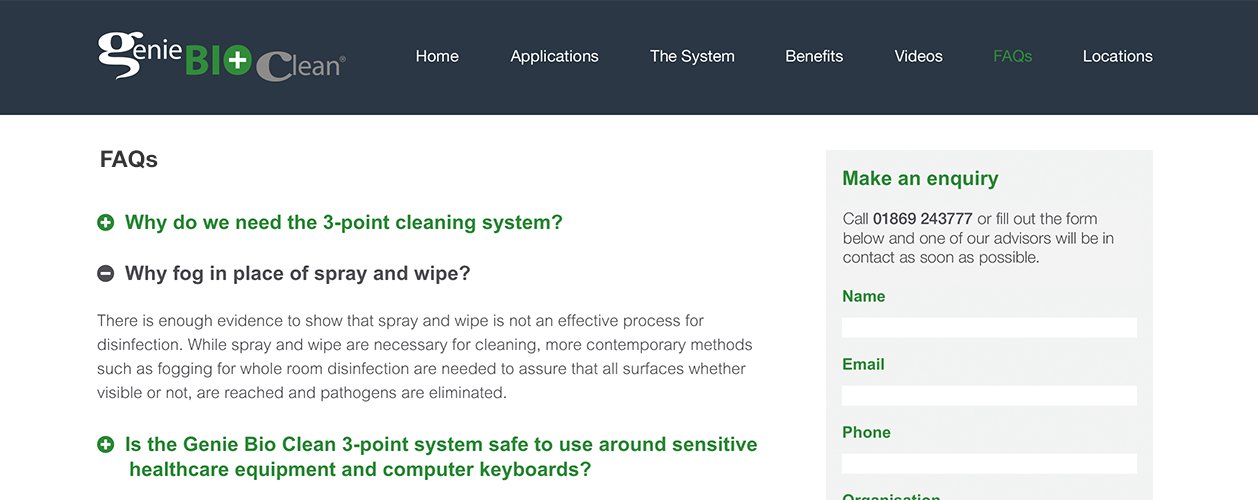 genie BIO Clean®
Home Applications The System Benefits Videos FAQs Locations
FAQs
Why do we need the 3-point cleaning system?
Why fog in place of spray and wipe?
There is enough evidence to show that spray and wipe is not an effective process for
disinfection. While spray and wipe are necessary for cleaning, more contemporary methods
such as fogging for whole room disinfection are needed to assure that all surfaces whether
visible or not, are reached and pathogens are eliminated.
Is the Genie Bio Clean 3-point system safe to use around sensitive
healthcare equipment and computer keyboards?
Make an enquiry
Call 01869 243777 or fill out the form
below and one of our advisors will be in
contact as soon as possible.
Name
Email
Phone
Organisation